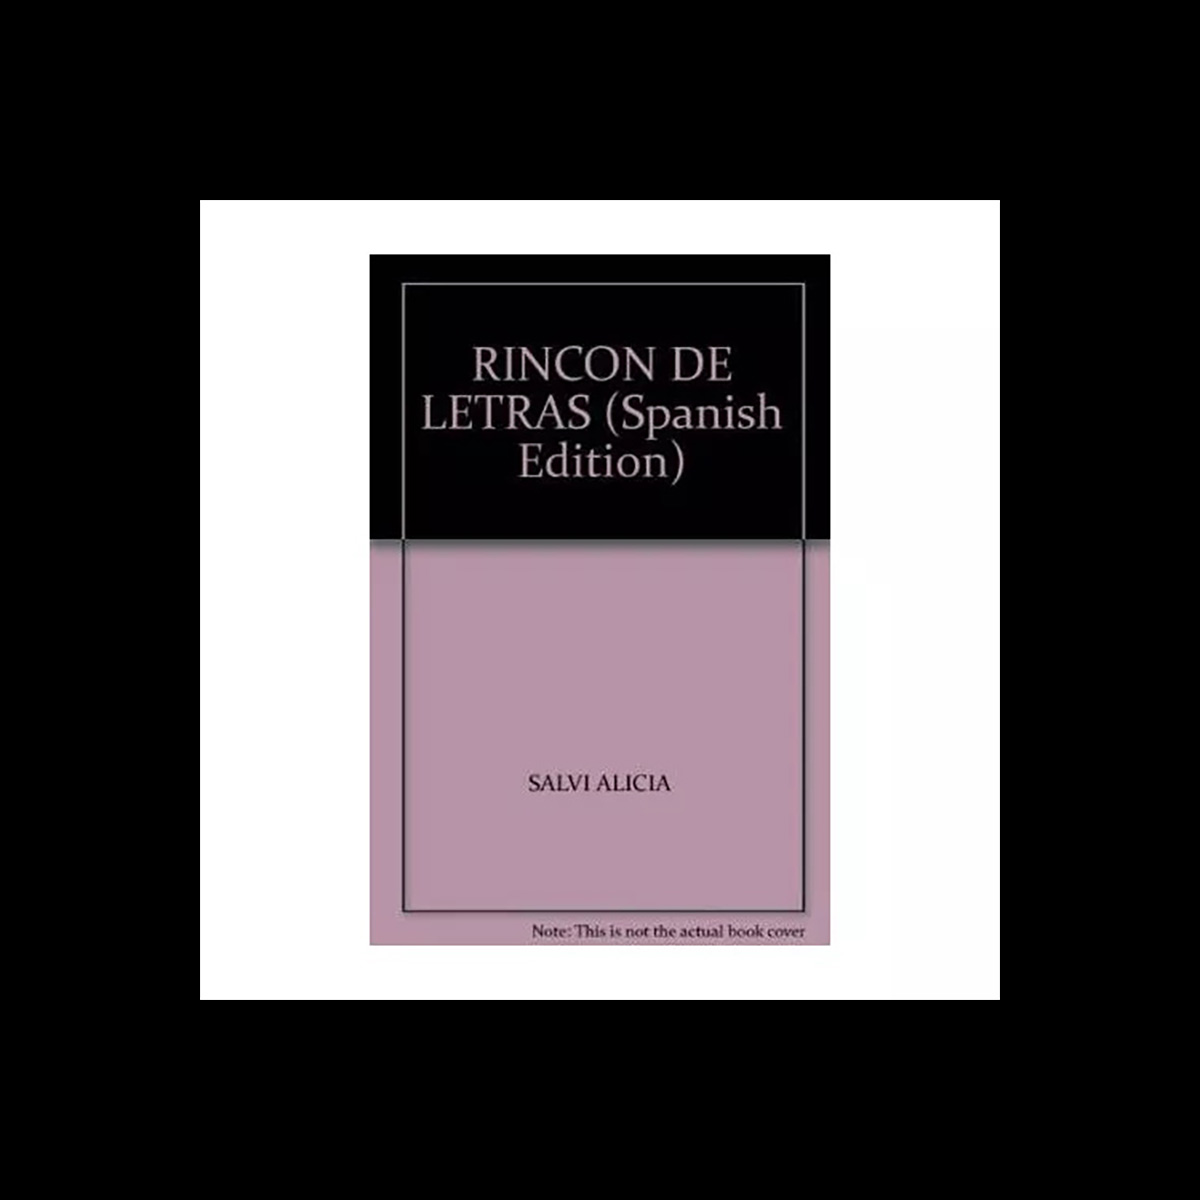 RINCON DE
LETRAS (Spanish
Edition)
SALVI ALICIA
Note: This is not the actual book cover